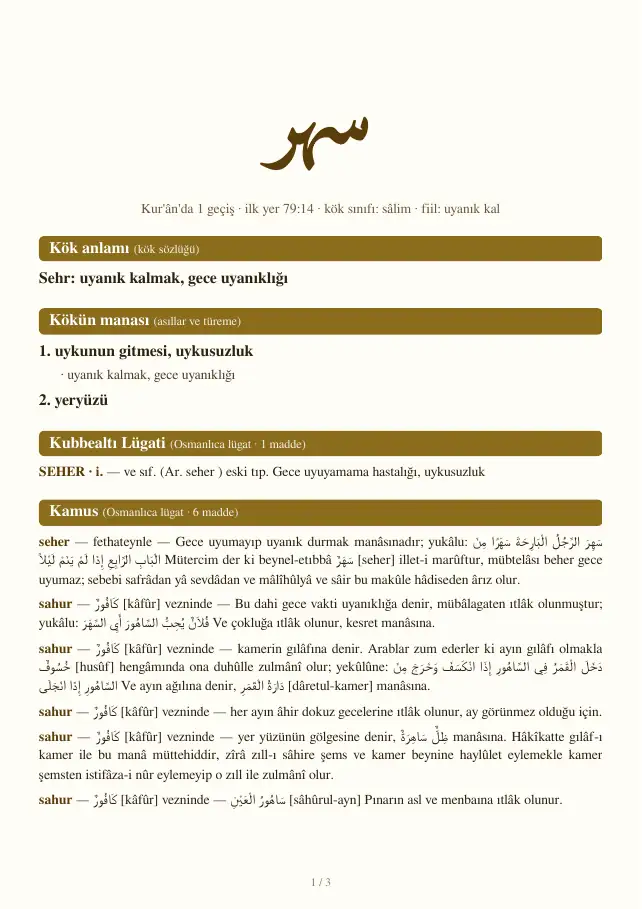 سهر
Kur'ân'da 1 geçiş · ilk yer 79:14 · kök sınıfı: sâlim · fiil: uyanık kal
Kök anlamı (kök sözlüğü)
Sehr: uyanık kalmak, gece uyanıklığı
Kökün manası (asıllar ve türeme)
1. uykunun gitmesi, uykusuzluk
· uyanık kalmak, gece uyanıklığı
2. yeryüzü
Kubbealtı Lügati (Osmanlıca lügat · 1 madde)
SEHER · i. — ve sıf. (Ar. seher ) eski tıp. Gece uyuyamama hastalığı, uykusuzluk
Kamus (Osmanlıca lügat · 6 madde)
seher — fethateynle — Gece uyumayıp uyanık durmak manâsınadır; yukâlu: سَهِرَ الرَّجُلُ الْبَارِحَةَ سَهَرًا مِنَ
الْبَابِ الرَّابِعِ إِذَا لَمْ يَنَمْ لَيْلاً Mütercim der ki beynel-etıbbâ سَهَرٌ [seher] illet-i marûftur, mübtelâsı beher gece
uyumaz; sebebi safrâdan yâ sevdâdan ve mâlîhûlyâ ve sâir bu makûle hâdiseden ârız olur.
sahur — كَافُورٌ [kâfûr] vezninde — Bu dahi gece vakti uyanıklığa denir, mübâlagaten ıtlâk olunmuştur;
yukâlu: فُلاَنٌ يُحِبُّ السَّاهُورَ أَيِ السَّهَرَ Ve çokluğa ıtlâk olunur, kesret manâsına.
sahur — كَافُورٌ [kâfûr] vezninde — kamerin gılâfına denir. Arablar zum ederler ki ayın gılâfı olmakla
خُسُوفٌ [husûf] hengâmında ona duhûlle zulmânî olur; yekûlûne: دَخَلَ الْقَمَرُ فِي السَّاهُورِ إِذَا انْكَسَفَ وَخَرَجَ مِنَ
السَّاهُورِ إِذَا انْجَلَى Ve ayın ağılına denir, دَارَةُ الْقَمَرِ [dâretul-kamer] manâsına.
sahur — كَافُورٌ [kâfûr] vezninde — her ayın âhir dokuz gecelerine ıtlâk olunur, ay görünmez olduğu için.
sahur — كَافُورٌ [kâfûr] vezninde — yer yüzünün gölgesine denir, ظِلٌّ سَاهِرَةٌ manâsına. Hâkîkatte gılâf-ı
kamer ile bu manâ müttehiddir, zîrâ zıll-ı sâhire şems ve kamer beynine haylûlet eylemekle kamer
şemsten istifâza-i nûr eylemeyip o zıll ile zulmânî olur.
sahur — كَافُورٌ [kâfûr] vezninde — سَاهُورُ الْعَيْنِ [sâhûrul-ayn] Pınarın asl ve menbaına ıtlâk olunur.
1 / 3